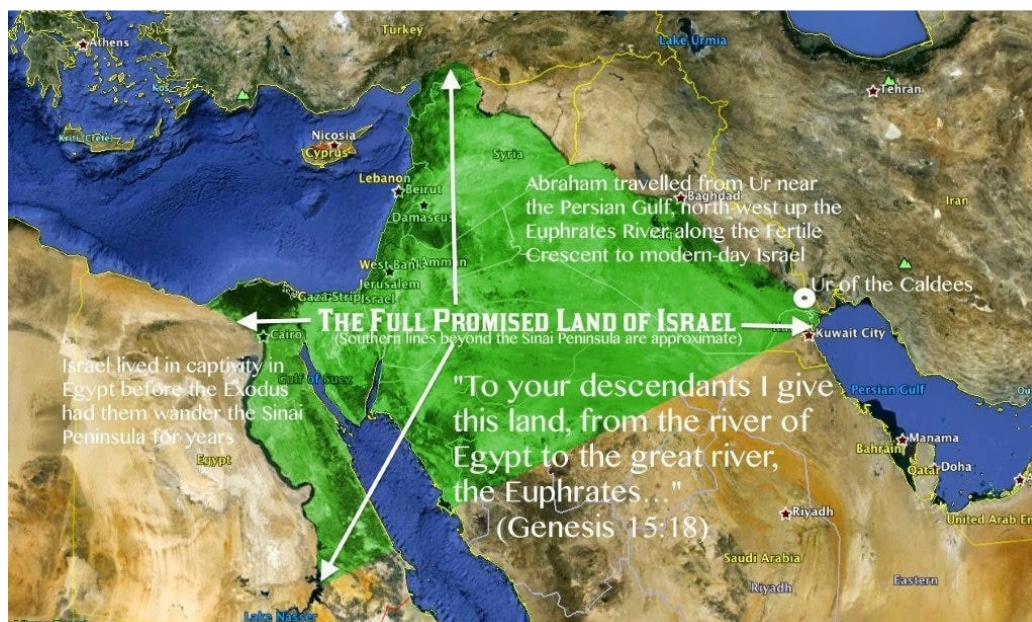 Turkey
Lake Urmia
Athens
Kos
Tehran
Nicosia
Cyprus
Syria
Lebanon
Beirut
Damascus
Abraham travelled from Ur near
the Persian Gulf, north-west up the
Euphrates River along the Fertile
Crescent to modern-day Israel
Baghdad
Iran
West Bank
Amman
Jerusalem
Gaza Strip
Israel
Ur of the Caldees
THE FULL PROMISED LAND OF ISRAEL
(Southern lines beyond the Sinai Peninsula are approximate)
Kuwait City
Cairo
Israel lived in captivity in
Egypt before the Exodus
had them wander the Sinai
Peninsula for years
Gulf of Suez
Egypt
"To your descendants I give
this land, from the river of
Egypt to the great river,
the Euphrates..."
(Genesis 15:18)
Persian Gulf
Bahrain
Manama
Qatar
Doha
Riyadh
United Arab
Saudi Arabia
Riyadh
Eastern
Lake Nasser